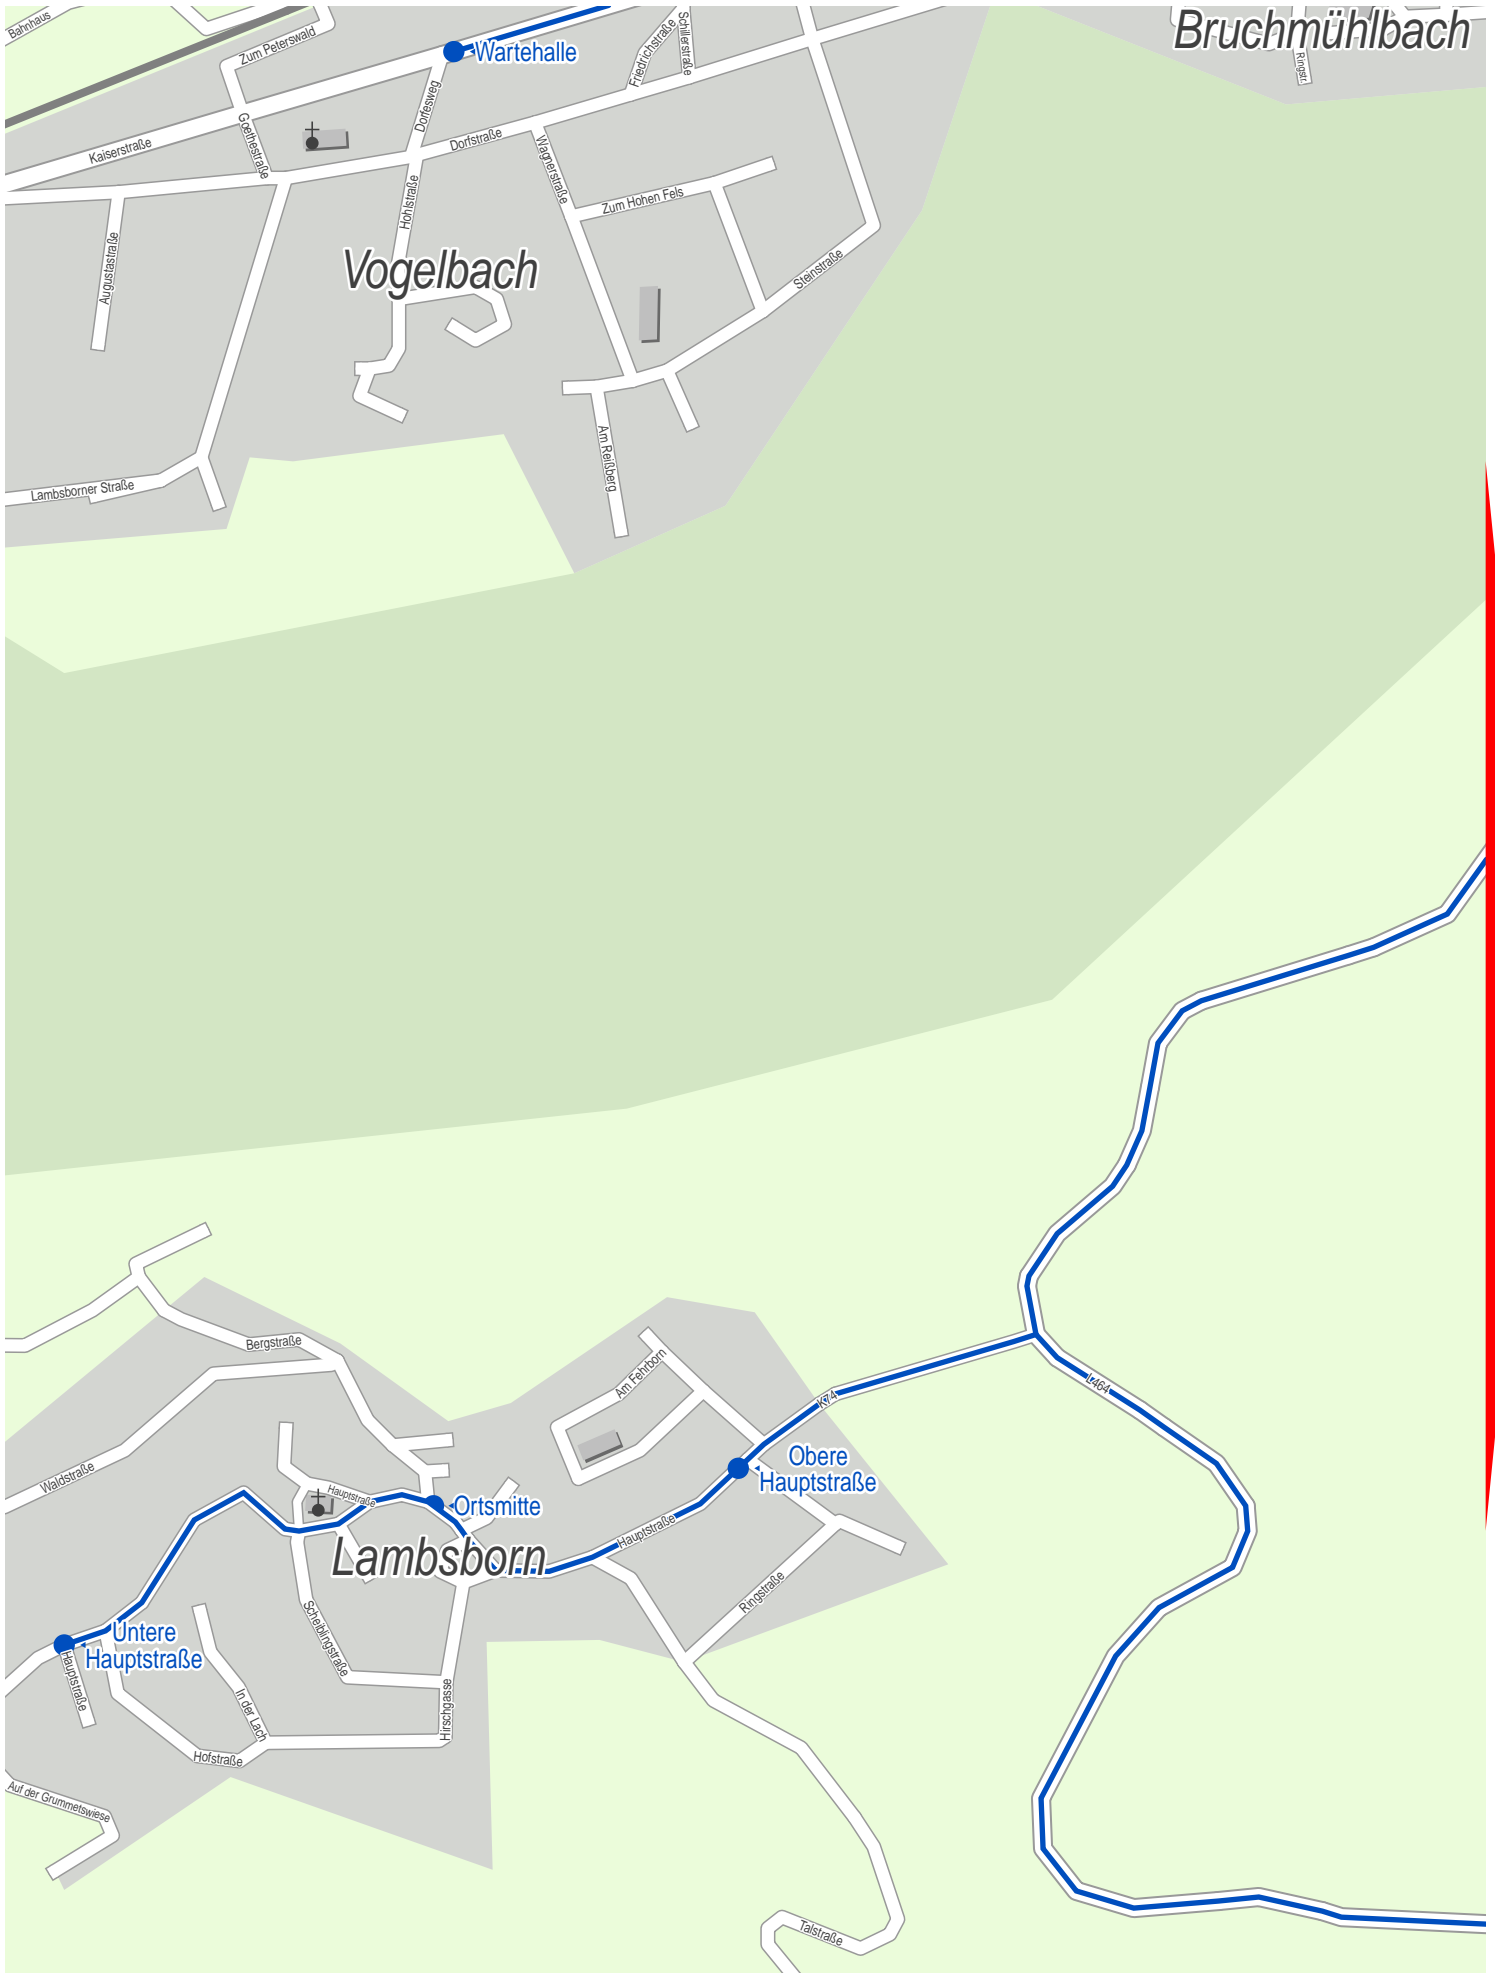 Bahnhaus
Zum Peterswald
Wartehalle
Friedrichstraße
Schillerstraße
Bruchmühlbach
Ringstr.
Kaiserstraße
Goethestraße
Dorfesweg
Dorfstraße
Wagnerstraße
Hohlstraße
Zum Hohen Fels
Augustastraße
Vogelbach
Steinstraße
Am Reißberg
Lambsborner Straße
Bergstraße
Am Fehrborn
K74
L464
Waldstraße
Hauptstraße
Ortsmitte
Obere
Hauptstraße
Hauptstraße
Lambsborn
Ringstraße
Scheiblingstraße
Untere
Hauptstraße
Hauptstraße
In der Lach
Hirschgasse
Hofstraße
Auf der Grummetswiese
Talstraße